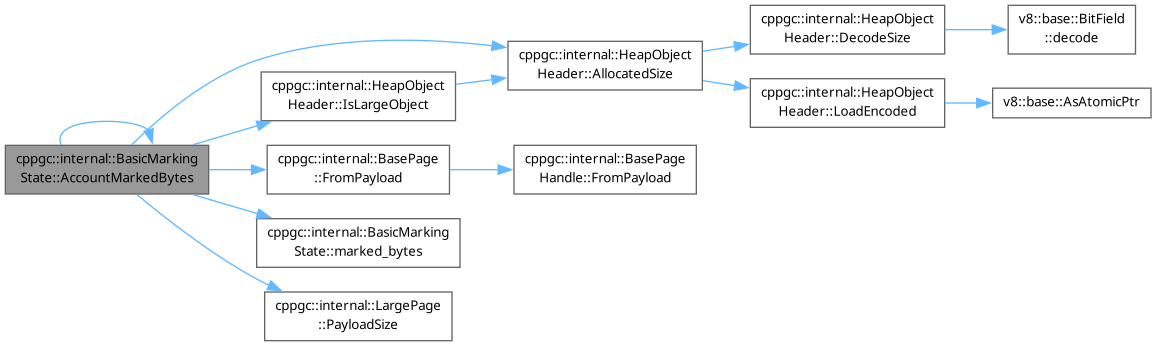 cppgc::internal::BasicMarking
State::AccountMarkedBytes
cppgc::internal::HeapObject
Header::IsLargeObject
cppgc::internal::BasePage
::FromPayload
cppgc::internal::BasicMarking
State::marked_bytes
cppgc::internal::LargePage
::PayloadSize
cppgc::internal::HeapObject
Header::AllocatedSize
cppgc::internal::BasePage
Handle::FromPayload
cppgc::internal::HeapObject
Header::DecodeSize
cppgc::internal::HeapObject
Header::LoadEncoded
v8::base::BitField
::decode
v8::base::AsAtomicPtr